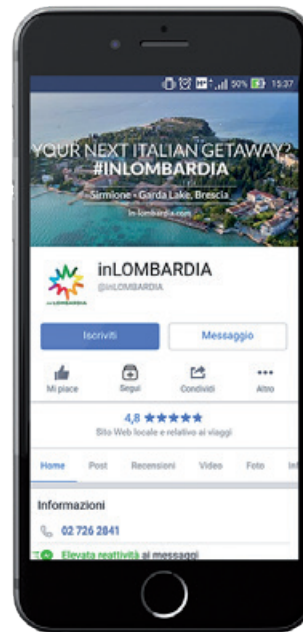 50% 15:37
YOUR NEXT ITALIAN GETAWAY?
#INLOMBARDIA
Sirmione - Garda Lake, Brescia
in-lombardia.com
inLOMBARDIA
inLOMBARDIA
@inLOMBARDIA
Iscriviti Messaggio
Mi piace Segui Condividi Altro
4,8 ★★★★★
Sito Web locale e relativo ai viaggi
Home Post Recensioni Video Foto Inf
Informazioni
02 726 2841
Elevata reattività ai messaggi